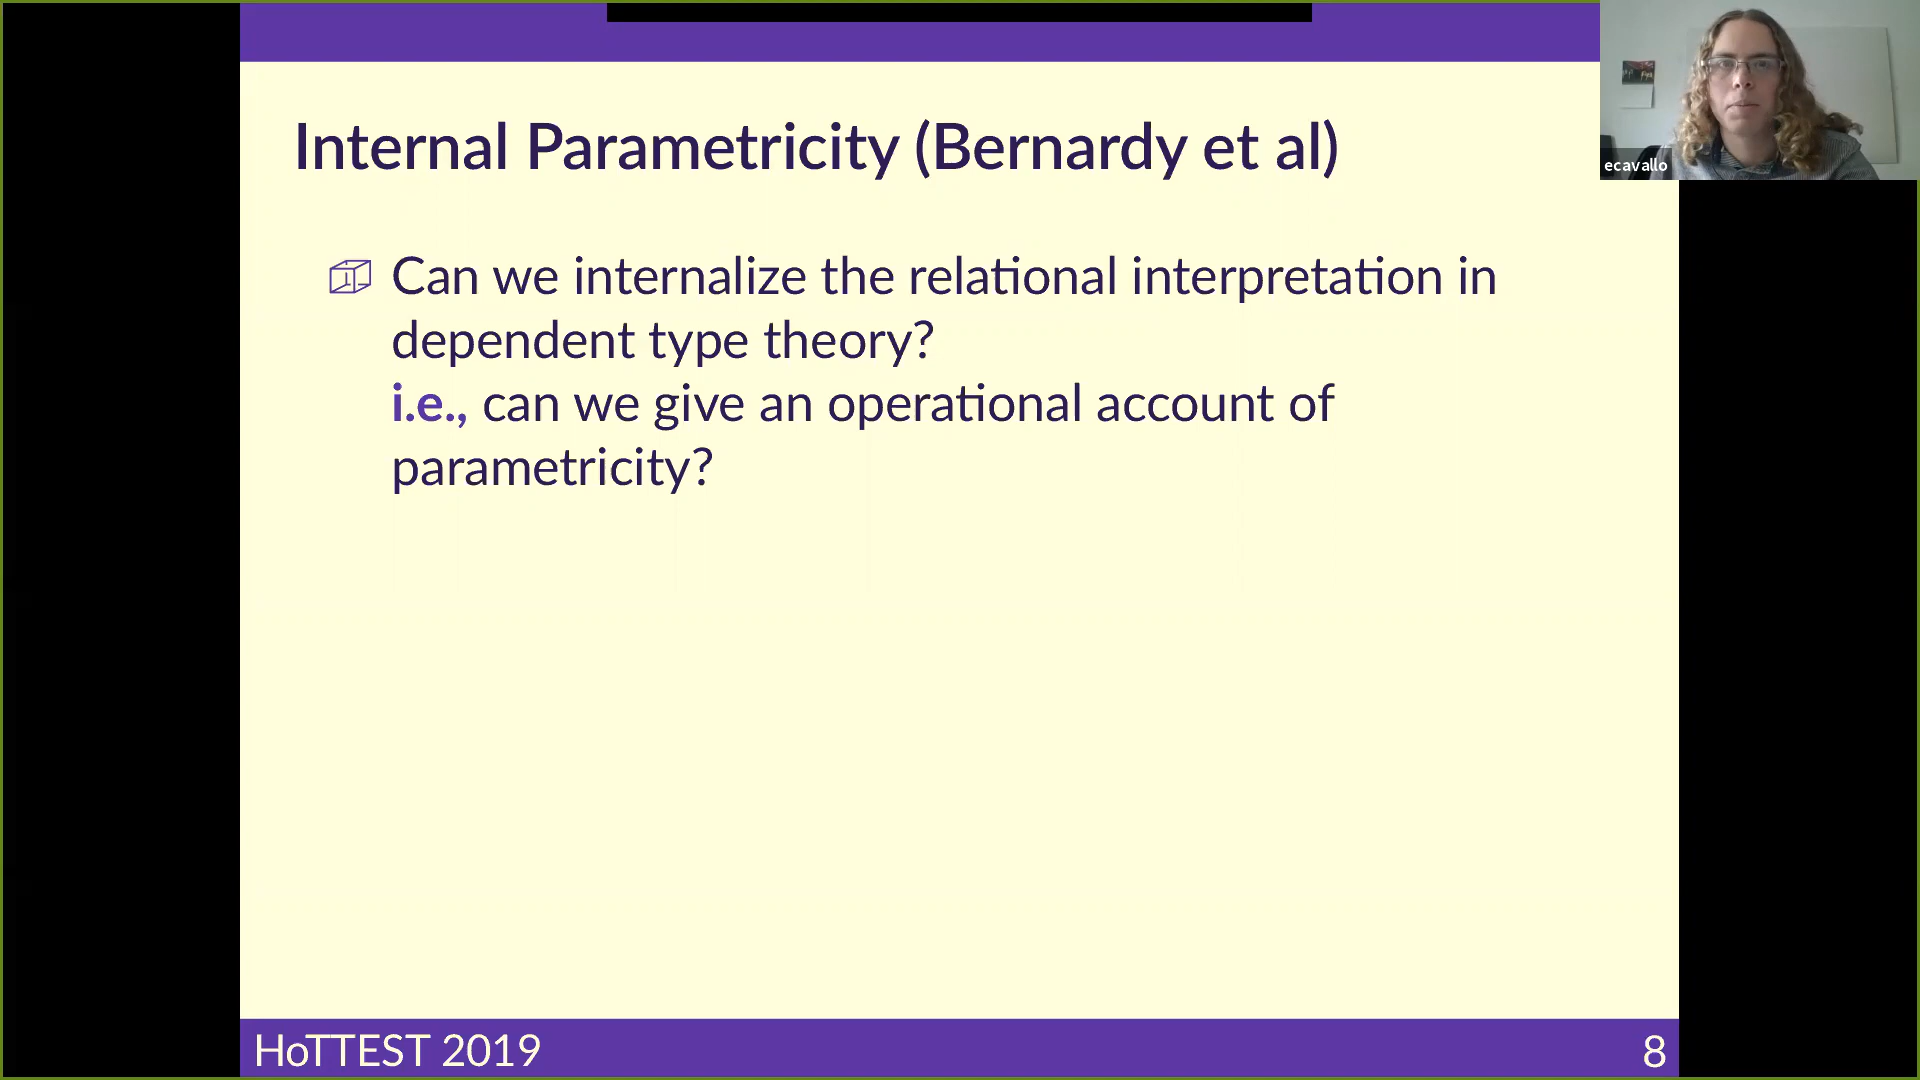 Internal Parametricity (Bernardy et al)
Can we internalize the relational interpretation in
dependent type theory?
i.e., can we give an operational account of
parametricity?
HoTTEST 2019
8
ecavallo